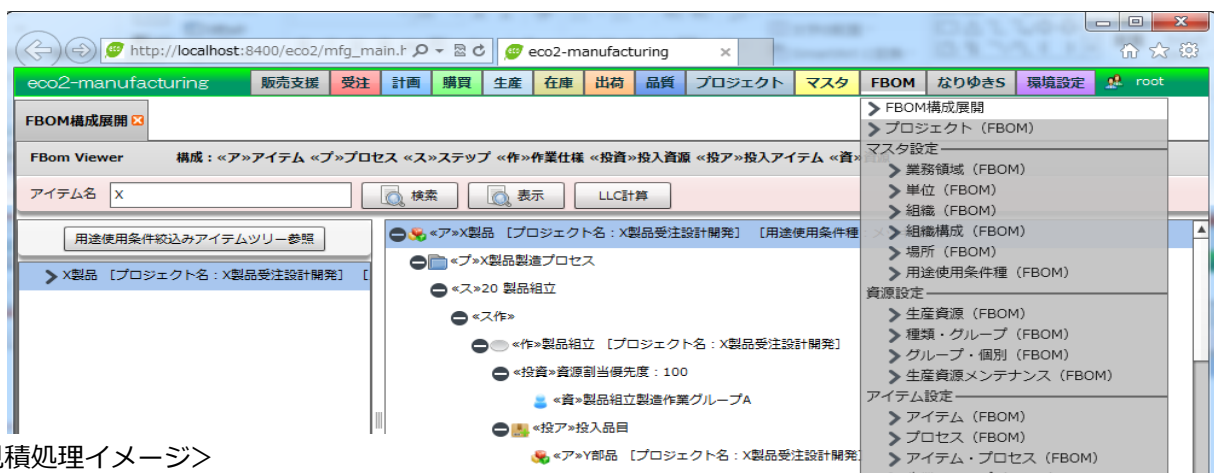 http://localhost:8400/eco2/mfg_main.h
eco2-manufacturing
eco2-manufacturing
販売支援 受注 計画 購買 生産 在庫 出荷 品質 プロジェクト マスタ FBOM なりゆきS 環境設定 root
FBOM構成展開
FBom Viewer 構成:«ア»アイテム «プ»プロセス «ス»ステップ «作»作業仕様 «投資»投入資源 «投ア»投入アイテム «資»
アイテム名 X 検索 表示 LLC計算
用途使用条件絞込みアイテムツリー参照
X製品 [プロジェクト名:X製品受注設計開発] [
«ア»X製品 [プロジェクト名:X製品受注設計開発] [用途使用条件種
«プ»X製品製造プロセス
«ス»20 製品組立
«ス作»
«作»製品組立 [プロジェクト名:X製品受注設計開発]
«投資»資源割当優先度:100
«資»製品組立製造作業グループA
«投ア»投入品目
«ア»Y部品 [プロジェクト名:X製品受注設計開発
FBOM構成展開
プロジェクト(FBOM)
マスタ設定
業務領域(FBOM)
単位(FBOM)
組織(FBOM)
組織構成(FBOM)
場所(FBOM)
用途使用条件種(FBOM)
資源設定
生産資源(FBOM)
種類・グループ(FBOM)
グループ・個別(FBOM)
生産資源メンテナンス(FBOM)
アイテム設定
アイテム(FBOM)
プロセス(FBOM)
アイテム・プロセス(FBOM)
積処理イメージ>